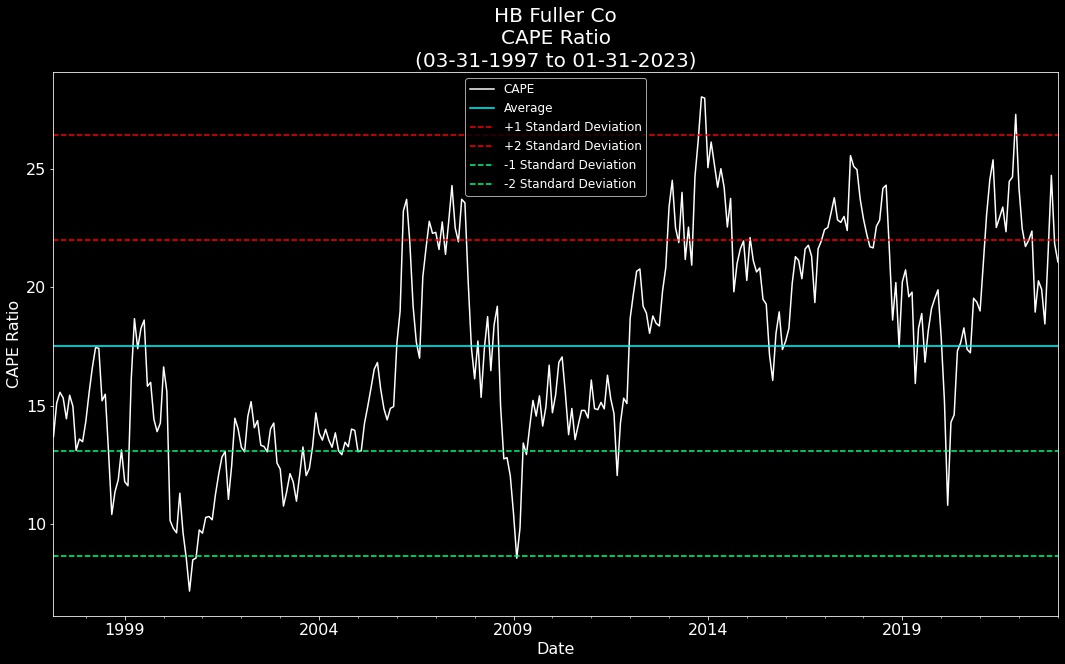 HB Fuller Co
CAPE Ratio
(03-31-1997 to 01-31-2023)
CAPE
Average
+1 Standard Deviation
+2 Standard Deviation
-1 Standard Deviation
-2 Standard Deviation
CAPE Ratio
25
20
15
10
1999
2004
2009
2014
2019
Date